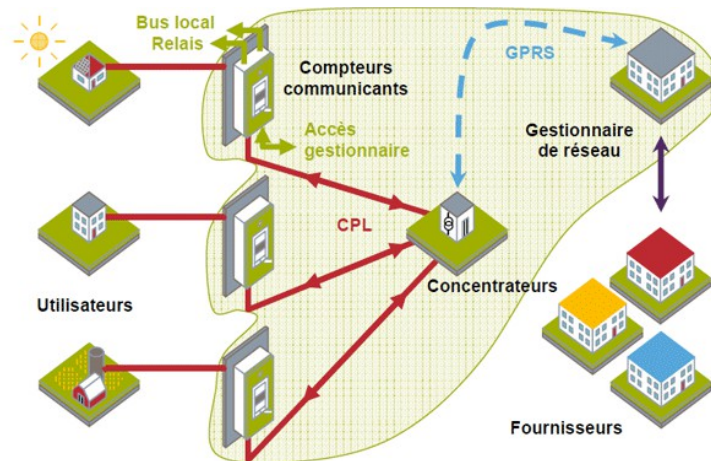 Bus local
Relais
Compteurs
communicants
GPRS
Accès
gestionnaire
Gestionnaire
de réseau
CPL
Utilisateurs
Concentrateurs
Fournisseurs